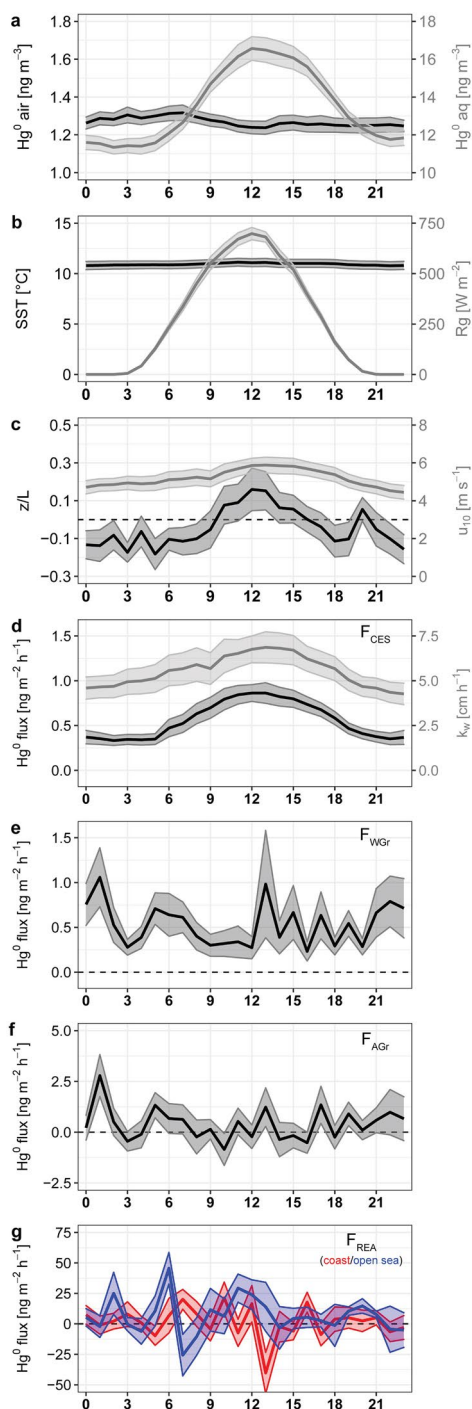 a
Hg⁰ air [ng m⁻³]
1.8
1.6
1.4
1.2
1.0
18
16
14
12
10
Hg⁰ aq [ng m⁻³]
0 3 6 9 12 15 18 21
b
SST [°C]
15
10
5
0
750
500
250
0
Rg [W m⁻²]
0 3 6 9 12 15 18 21
c
z/L
0.5
0.3
0.1
−0.1
−0.3
8
6
4
2
0
u₁₀ [m s⁻¹]
0 3 6 9 12 15 18 21
d
F_CES
Hg⁰ flux [ng m⁻² h⁻¹]
1.5
1.0
0.5
0.0
7.5
5.0
2.5
0.0
k_w [cm h⁻¹]
0 3 6 9 12 15 18 21
e
F_WGr
Hg⁰ flux [ng m⁻² h⁻¹]
1.5
1.0
0.5
0.0
0 3 6 9 12 15 18 21
f
F_AGr
Hg⁰ flux [ng m⁻² h⁻¹]
5.0
2.5
0.0
−2.5
0 3 6 9 12 15 18 21
g
F_REA
(coast/open sea)
Hg⁰ flux [ng m⁻² h⁻¹]
75
50
25
0
−25
−50
0 3 6 9 12 15 18 21